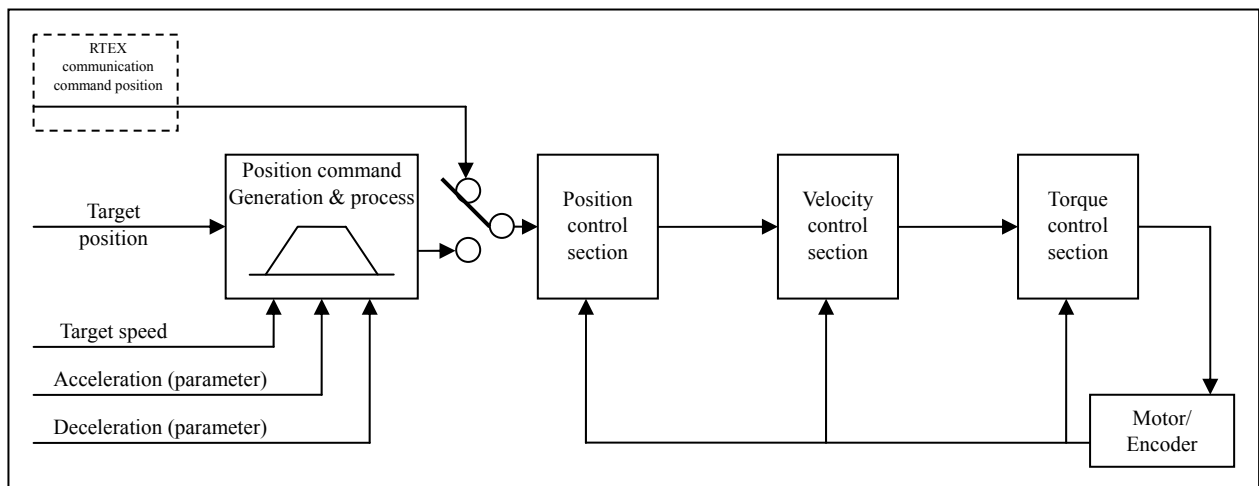 RTEX
communication
command position
Position command
Generation & process
Target
position
Target speed
Acceleration (parameter)
Deceleration (parameter)
Position
control
section
Velocity
control
section
Torque
control
section
Motor/
Encoder